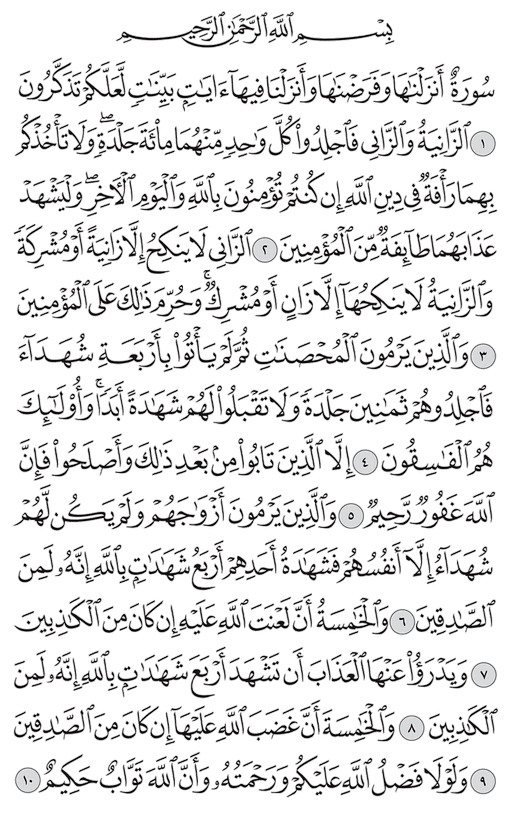 بِسْمِ ٱللَّهِ ٱلرَّحْمَٰنِ ٱلرَّحِيمِ
سُورَةٌ أَنزَلْنَٰهَا وَفَرَضْنَٰهَا وَأَنزَلْنَا فِيهَآ ءَايَٰتٍۭ بَيِّنَٰتٍ لَّعَلَّكُمْ تَذَكَّرُونَ
١ ٱلزَّانِيَةُ وَٱلزَّانِى فَٱجْلِدُوا۟ كُلَّ وَٰحِدٍ مِّنْهُمَا مِا۟ئَةَ جَلْدَةٍ ۖ وَلَا تَأْخُذْكُم
بِهِمَا رَأْفَةٌ فِى دِينِ ٱللَّهِ إِن كُنتُمْ تُؤْمِنُونَ بِٱللَّهِ وَٱلْيَوْمِ ٱلْءَاخِرِ ۖ وَلْيَشْهَدْ
عَذَابَهُمَا طَآئِفَةٌ مِّنَ ٱلْمُؤْمِنِينَ ٢ ٱلزَّانِى لَا يَنكِحُ إِلَّا زَانِيَةً أَوْ مُشْرِكَةً
وَٱلزَّانِيَةُ لَا يَنكِحُهَآ إِلَّا زَانٍ أَوْ مُشْرِكٌ ۚ وَحُرِّمَ ذَٰلِكَ عَلَى ٱلْمُؤْمِنِينَ
٣ وَٱلَّذِينَ يَرْمُونَ ٱلْمُحْصَنَٰتِ ثُمَّ لَمْ يَأْتُوا۟ بِأَرْبَعَةِ شُهَدَآءَ
فَٱجْلِدُوهُمْ ثَمَٰنِينَ جَلْدَةً وَلَا تَقْبَلُوا۟ لَهُمْ شَهَٰدَةً أَبَدًا ۚ وَأُو۟لَٰٓئِكَ
هُمُ ٱلْفَٰسِقُونَ ٤ إِلَّا ٱلَّذِينَ تَابُوا۟ مِنۢ بَعْدِ ذَٰلِكَ وَأَصْلَحُوا۟ فَإِنَّ
ٱللَّهَ غَفُورٌ رَّحِيمٌ ٥ وَٱلَّذِينَ يَرْمُونَ أَزْوَٰجَهُمْ وَلَمْ يَكُن لَّهُمْ
شُهَدَآءُ إِلَّآ أَنفُسُهُمْ فَشَهَٰدَةُ أَحَدِهِمْ أَرْبَعُ شَهَٰدَٰتٍۭ بِٱللَّهِ إِنَّهُۥ لَمِنَ
ٱلصَّٰدِقِينَ ٦ وَٱلْخَٰمِسَةُ أَنَّ لَعْنَتَ ٱللَّهِ عَلَيْهِ إِن كَانَ مِنَ ٱلْكَٰذِبِينَ
٧ وَيَدْرَؤُا۟ عَنْهَا ٱلْعَذَابَ أَن تَشْهَدَ أَرْبَعَ شَهَٰدَٰتٍۭ بِٱللَّهِ إِنَّهُۥ لَمِنَ
ٱلْكَٰذِبِينَ ٨ وَٱلْخَٰمِسَةَ أَنَّ غَضَبَ ٱللَّهِ عَلَيْهَآ إِن كَانَ مِنَ ٱلصَّٰدِقِينَ
٩ وَلَوْلَا فَضْلُ ٱللَّهِ عَلَيْكُمْ وَرَحْمَتُهُۥ وَأَنَّ ٱللَّهَ تَوَّابٌ حَكِيمٌ ١٠